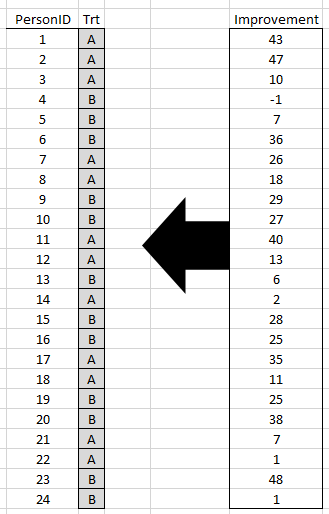 PersonID Trt Improvement
1 A 43
2 A 47
3 A 10
4 B -1
5 B 7
6 B 36
7 A 26
8 A 18
9 B 29
10 B 27
11 A 40
12 A 13
13 B 6
14 A 2
15 B 28
16 B 25
17 A 35
18 A 11
19 B 25
20 B 38
21 A 7
22 A 1
23 B 48
24 B 1